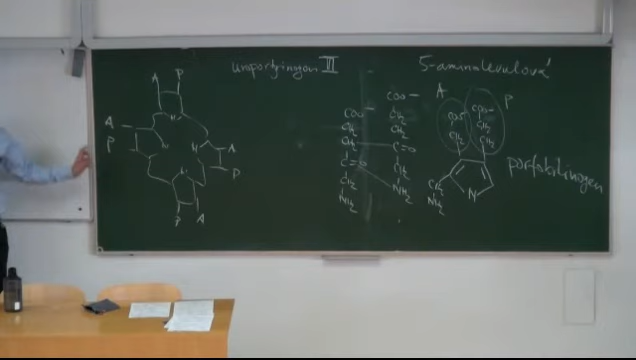 uroporfyrinogen III
5-aminolevulová
A P
A
P
A
P
P A
N
N
N
N
COO
CH2
CH2
C=O
CH2
NH2
COO-
CH2
CH2
C=O
CH2
NH2
A
P
COO-
CH2
COO-
CH2
CH2
CH2
NH2
N
porfobilinogen